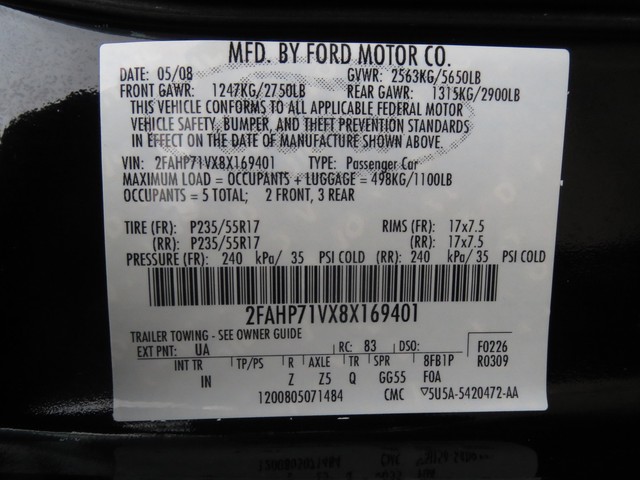 MFD. BY FORD MOTOR CO.
DATE: 05/08 GVWR: 2563KG/5650LB
FRONT GAWR: 1247KG/2750LB REAR GAWR: 1315KG/2900LB
THIS VEHICLE CONFORMS TO ALL APPLICABLE FEDERAL MOTOR
VEHICLE SAFETY, BUMPER, AND THEFT PREVENTION STANDARDS
IN EFFECT ON THE DATE OF MANUFACTURE SHOWN ABOVE.
VIN: 2FAHP71VX8X169401 TYPE: Passenger Car
MAXIMUM LOAD = OCCUPANTS + LUGGAGE = 498KG/1100LB
OCCUPANTS = 5 TOTAL; 2 FRONT, 3 REAR
TIRE (FR): P235/55R17 RIMS (FR): 17x7.5
(RR): P235/55R17 (RR): 17x7.5
PRESSURE (FR): 240 kPa/ 35 PSI COLD (RR): 240 kPa/ 35 PSI COLD
2FAHP71VX8X169401
TRAILER TOWING - SEE OWNER GUIDE
EXT PNT: UA RC: 83 DSO: F0226
INT TR TP/PS R AXLE TR SPR 8FB1P R0309
IN Z Z5 Q GG55 F0A
1200805071484 CMC ▽5U5A-5420472-AA